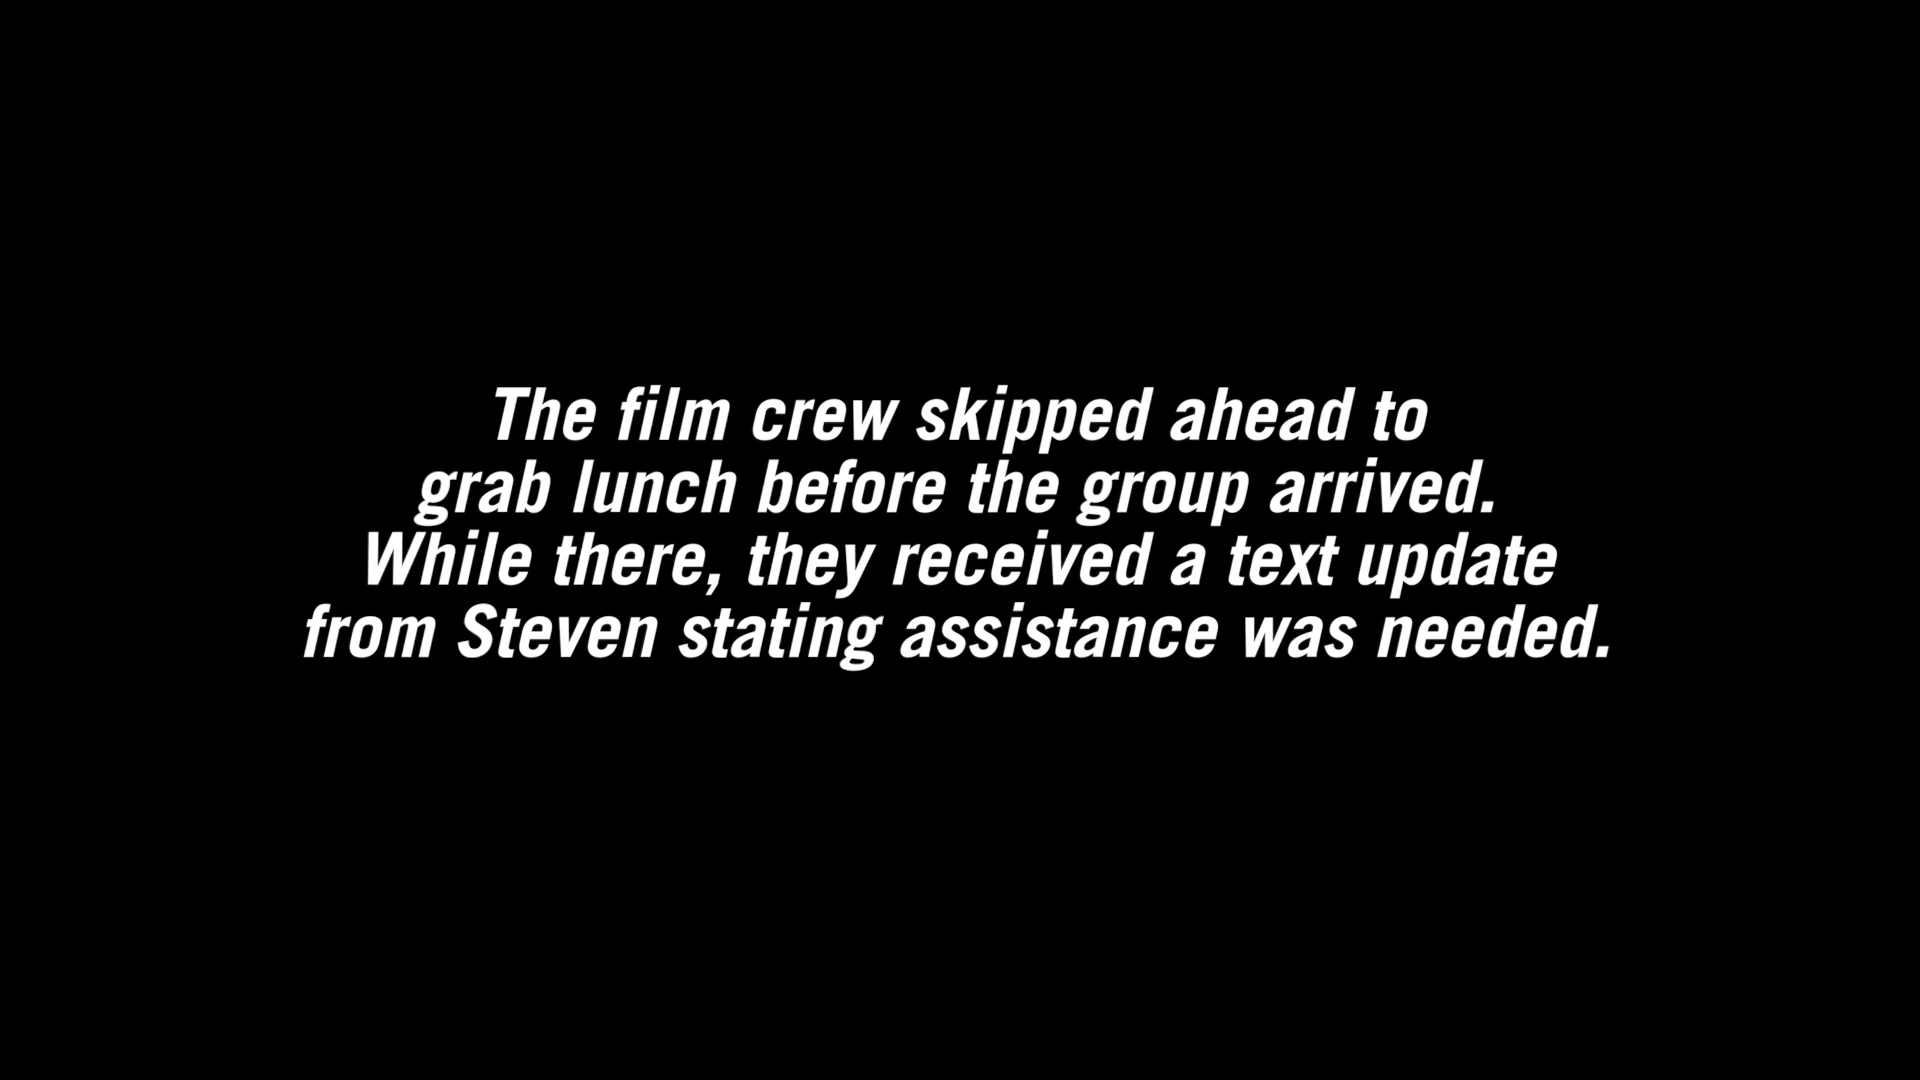 The film crew skipped ahead to
grab lunch before the group arrived.
While there, they received a text update
from Steven stating assistance was needed.